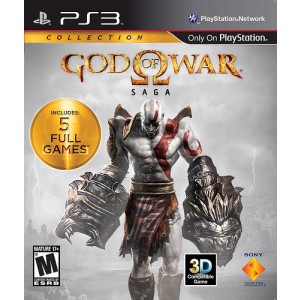 PS3
PlayStation Network
COLLECTION
Only On PlayStation.
GOD OF WAR
SAGA
INCLUDES:
5
FULL
GAMES
MATURE 17+
M
ESRB
3D
Compatible
Game
SONY